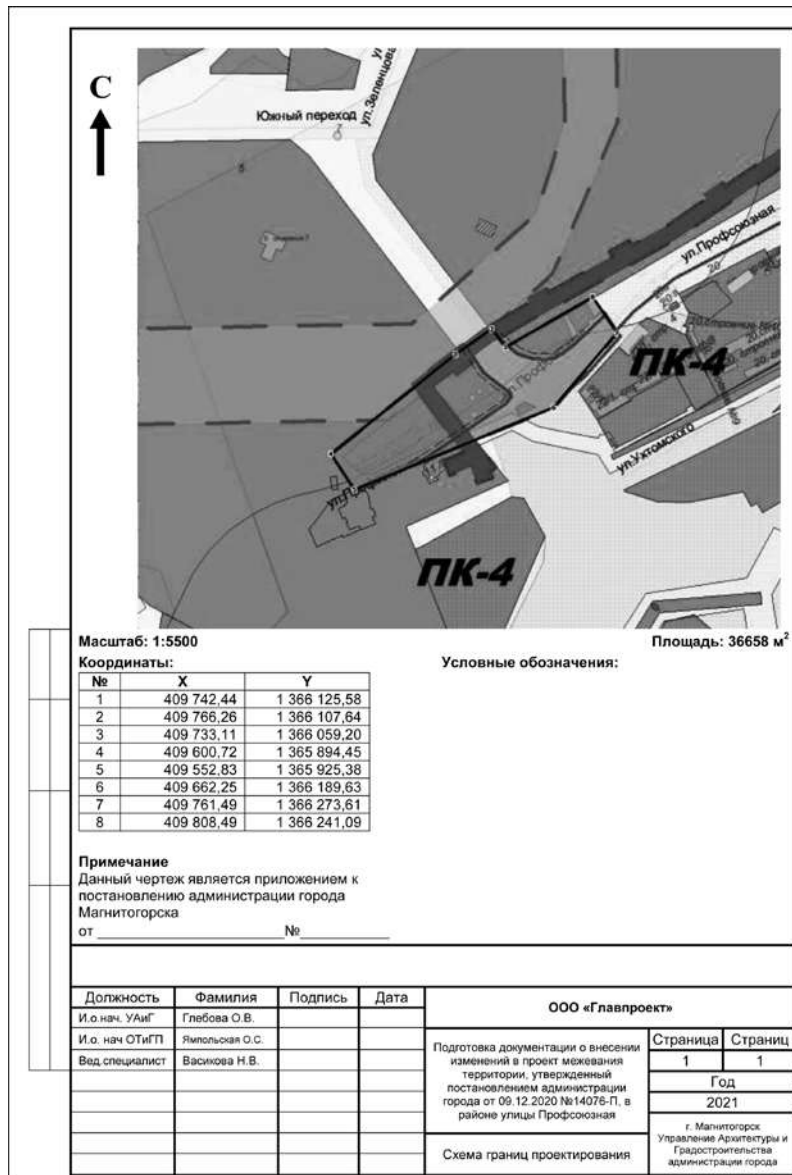 С
Южный переход
ул.Зеленцова
ул.Профсоюзная
ПК-4
ул.Ухтомского
ПК-4
Масштаб: 1:5500
Площадь: 36658 м²
Координаты:
Условные обозначения:
№ X Y
1 409 742,44 1 366 125,58
2 409 766,26 1 366 107,64
3 409 733,11 1 366 059,20
4 409 600,72 1 365 894,45
5 409 552,83 1 365 925,38
6 409 662,25 1 366 189,63
7 409 761,49 1 366 273,61
8 409 808,49 1 366 241,09
Примечание
Данный чертеж является приложением к
постановлению администрации города
Магнитогорска
от №
Должность Фамилия Подпись Дата
И.о.нач. УАиГ Глебова О.В.
И.о. нач ОТиГП Ямпольская О.С.
Вед.специалист Васикова Н.В.
ООО «Главпроект»
Подготовка документации о внесении
изменений в проект межевания
территории, утвержденный
постановлением администрации
города от 09.12.2020 №14076-П, в
районе улицы Профсоюзная
Страница Страниц
1 1
Год
2021
Схема границ проектирования
г. Магнитогорск
Управление Архитектуры и
Градостроительства
администрации города